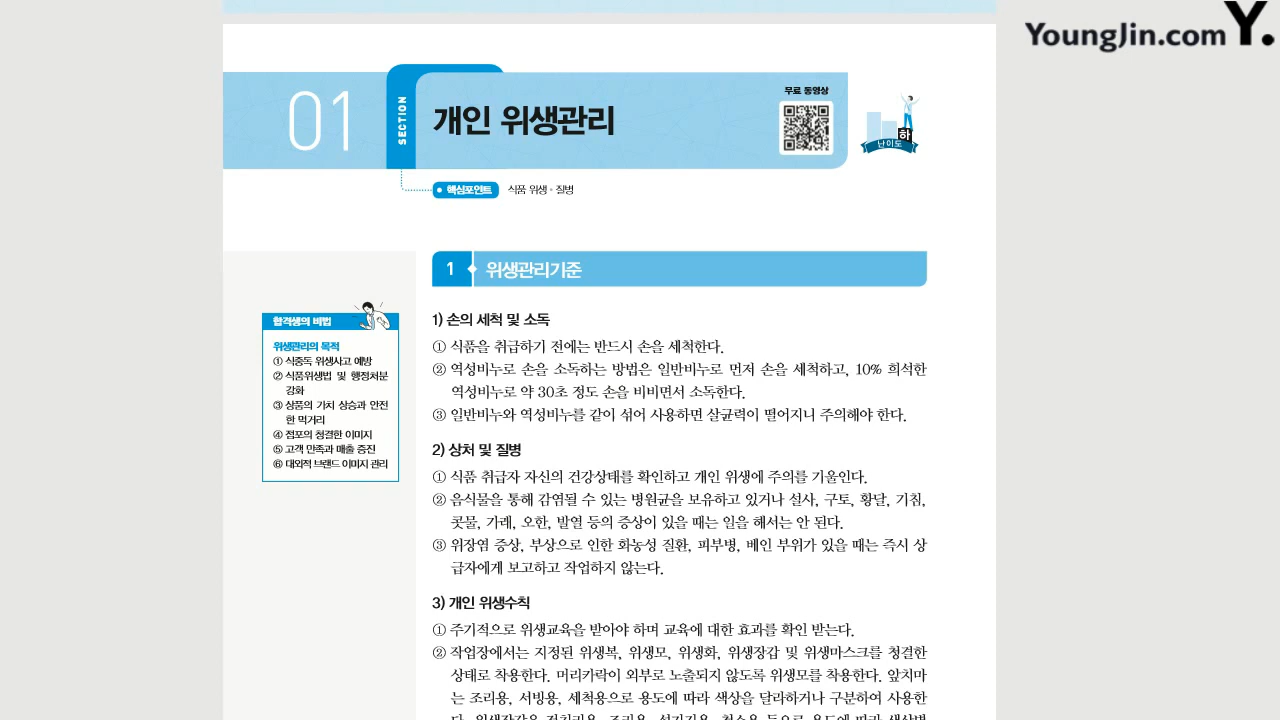 YoungJin.com Y.
01
SECTION
개인 위생관리
무료 동영상
하
난이도
핵심포인트 식품 위생 · 질병
1 위생관리기준
합격생의 비법
위생관리의 목적
① 식중독 위생사고 예방
② 식품위생법 및 행정처분
강화
③ 상품의 가치 상승과 안전
한 먹거리
④ 점포의 청결한 이미지
⑤ 고객 만족과 매출 증진
⑥ 대외적 브랜드 이미지 관리
1) 손의 세척 및 소독
① 식품을 취급하기 전에는 반드시 손을 세척한다.
② 역성비누로 손을 소독하는 방법은 일반비누로 먼저 손을 세척하고, 10% 희석한
역성비누로 약 30초 정도 손을 비비면서 소독한다.
③ 일반비누와 역성비누를 같이 섞어 사용하면 살균력이 떨어지니 주의해야 한다.
2) 상처 및 질병
① 식품 취급자 자신의 건강상태를 확인하고 개인 위생에 주의를 기울인다.
② 음식물을 통해 감염될 수 있는 병원균을 보유하고 있거나 설사, 구토, 황달, 기침,
콧물, 가래, 오한, 발열 등의 증상이 있을 때는 일을 해서는 안 된다.
③ 위장염 증상, 부상으로 인한 화농성 질환, 피부병, 베인 부위가 있을 때는 즉시 상
급자에게 보고하고 작업하지 않는다.
3) 개인 위생수칙
① 주기적으로 위생교육을 받아야 하며 교육에 대한 효과를 확인 받는다.
② 작업장에서는 지정된 위생복, 위생모, 위생화, 위생장갑 및 위생마스크를 청결한
상태로 착용한다. 머리카락이 외부로 노출되지 않도록 위생모를 착용한다. 앞치마
는 조리용, 서빙용, 세척용으로 용도에 따라 색상을 달리하거나 구분하여 사용한